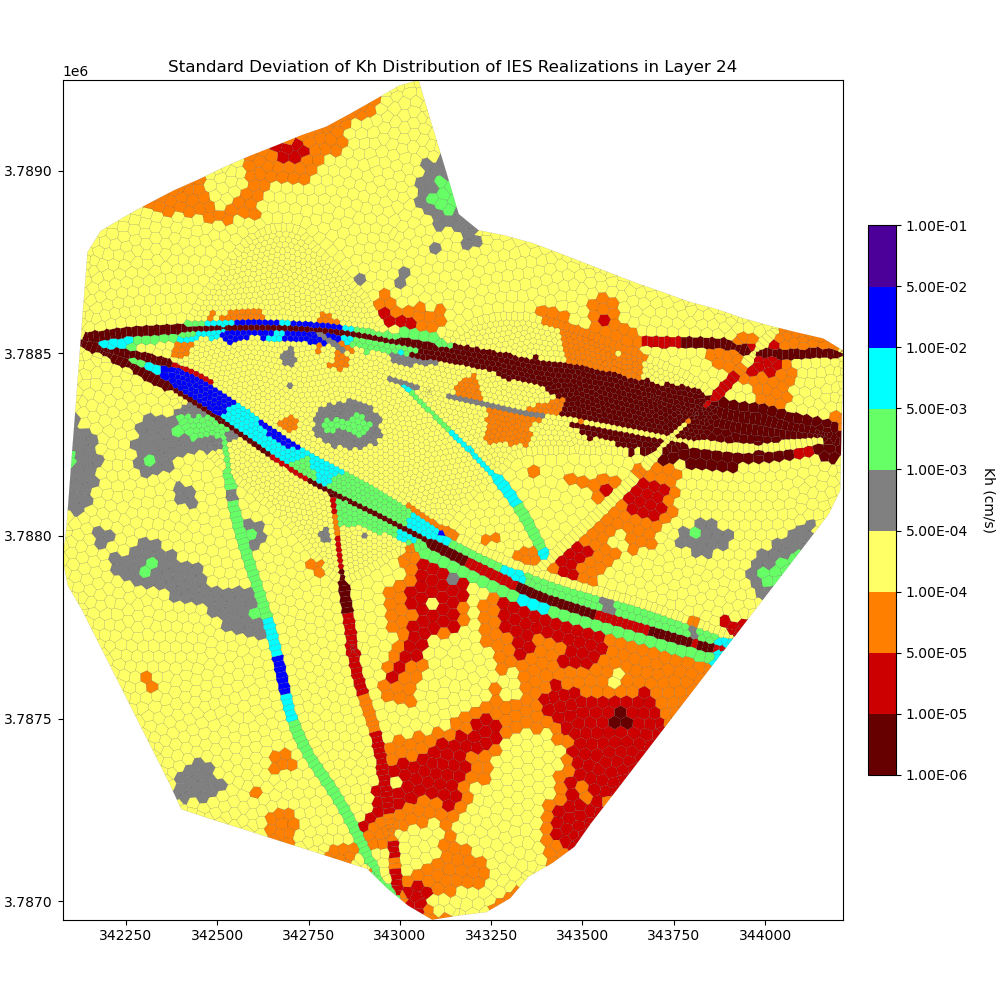 Standard Deviation of Kh Distribution of IES Realizations in Layer 24
1e6
3.7890
3.7885
3.7880
3.7875
3.7870
342250 342500 342750 343000 343250 343500 343750 344000
1.00E-01
5.00E-02
1.00E-02
5.00E-03
1.00E-03
5.00E-04
1.00E-04
5.00E-05
1.00E-05
1.00E-06
Kh (cm/s)